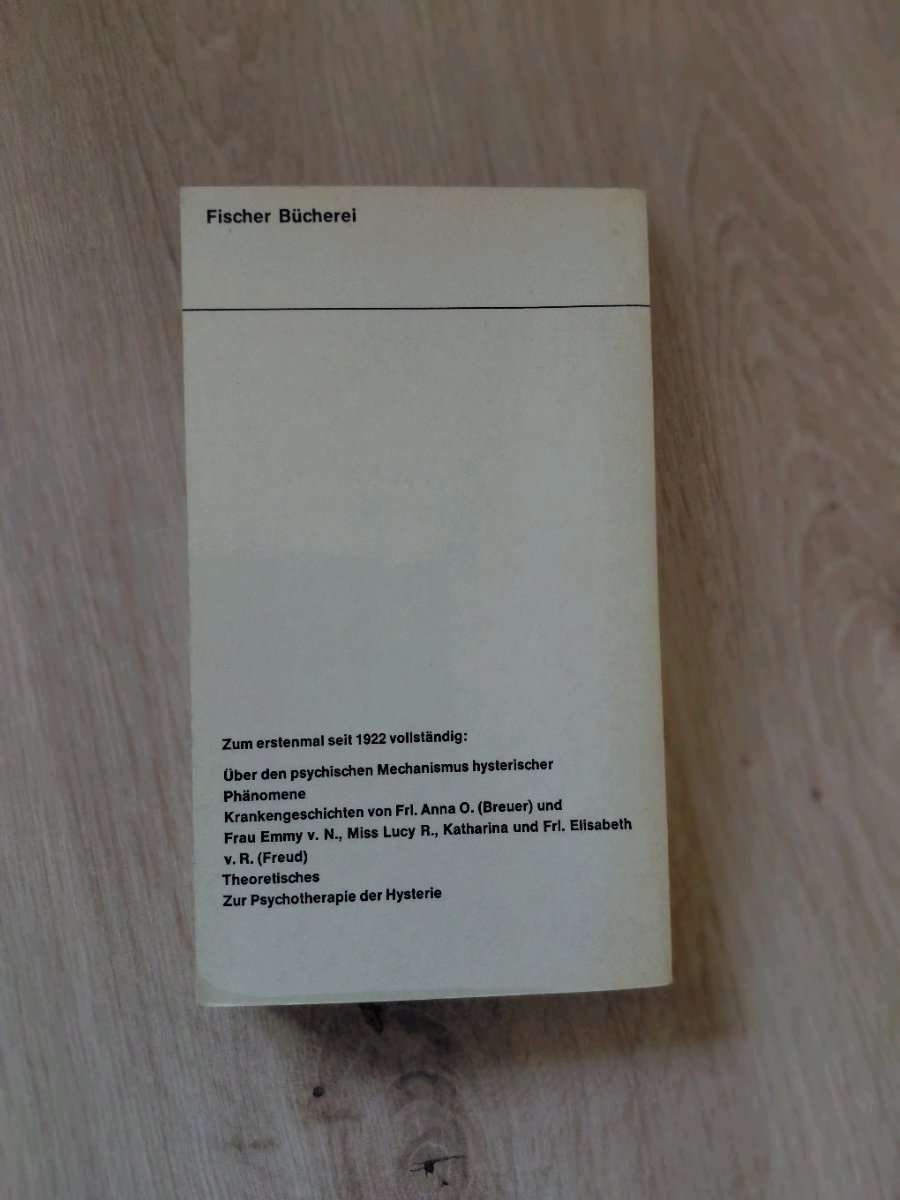 Fischer Bücherei
Zum erstenmal seit 1922 vollständig:
Über den psychischen Mechanismus hysterischer
Phänomene
Krankengeschichten von Frl. Anna O. (Breuer) und
Frau Emmy v. N., Miss Lucy R., Katharina und Frl. Elisabeth
v. R. (Freud)
Theoretisches
Zur Psychotherapie der Hysterie